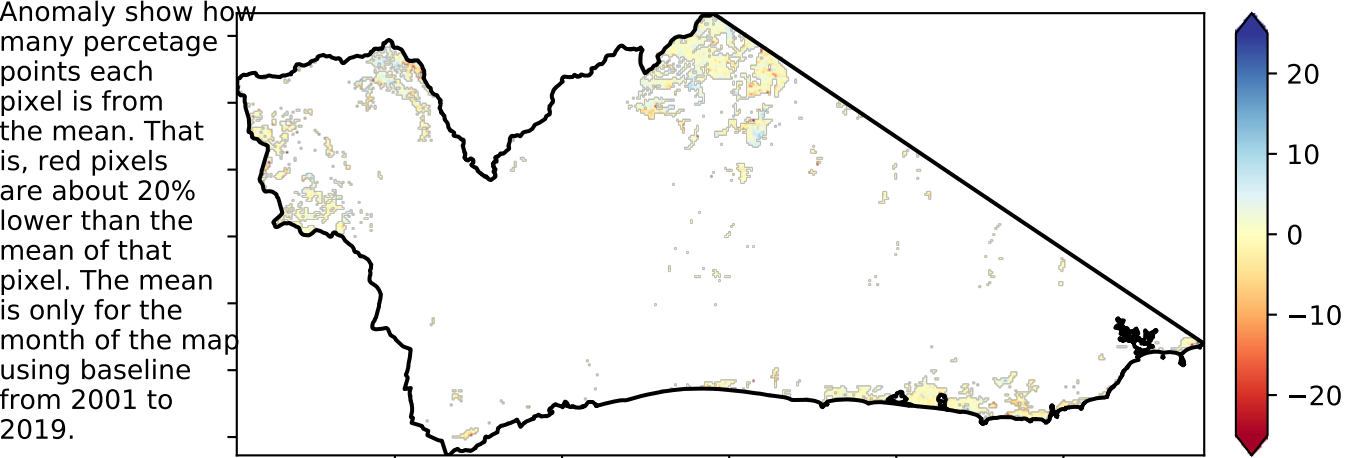 Anomaly show how
many percetage
points each
pixel is from
the mean. That
is, red pixels
are about 20%
lower than the
mean of that
pixel. The mean
is only for the
month of the map
using baseline
from 2001 to
2019.
20
10
0
−10
−20